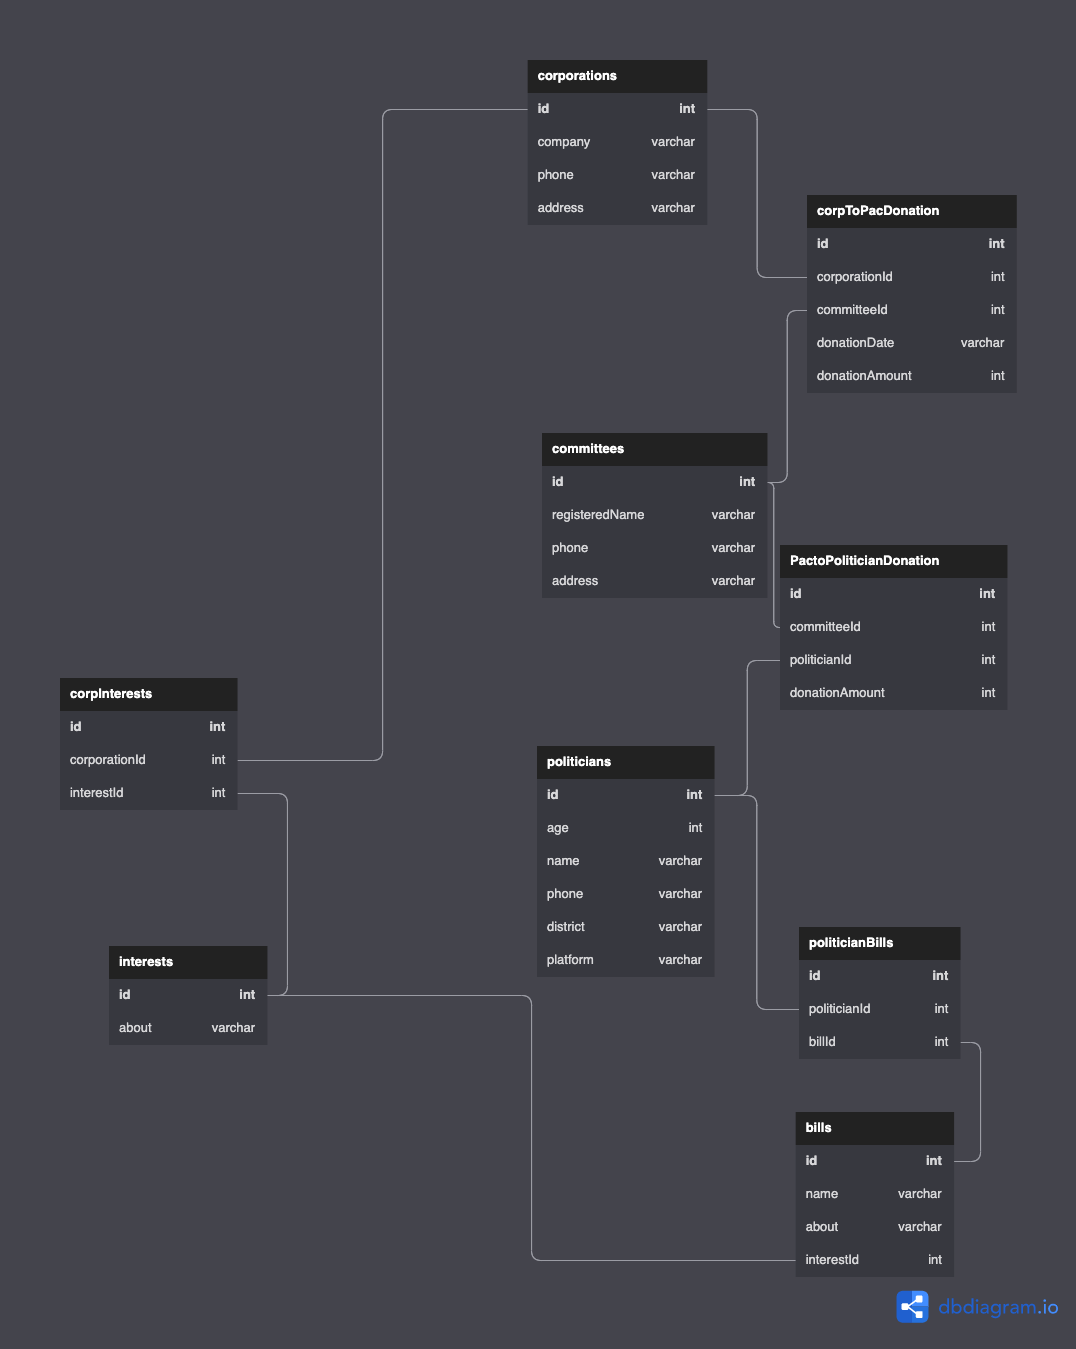 corporations
id int
company varchar
phone varchar
address varchar
corpToPacDonation
id int
corporationId int
committeeId int
donationDate varchar
donationAmount int
committees
id int
registeredName varchar
phone varchar
address varchar
PactoPoliticianDonation
id int
committeeId int
politicianId int
donationAmount int
corpInterests
id int
corporationId int
interestId int
politicians
id int
age int
name varchar
phone varchar
district varchar
platform varchar
interests
id int
about varchar
politicianBills
id int
politicianId int
billId int
bills
id int
name varchar
about varchar
interestId int
dbdiagram.io